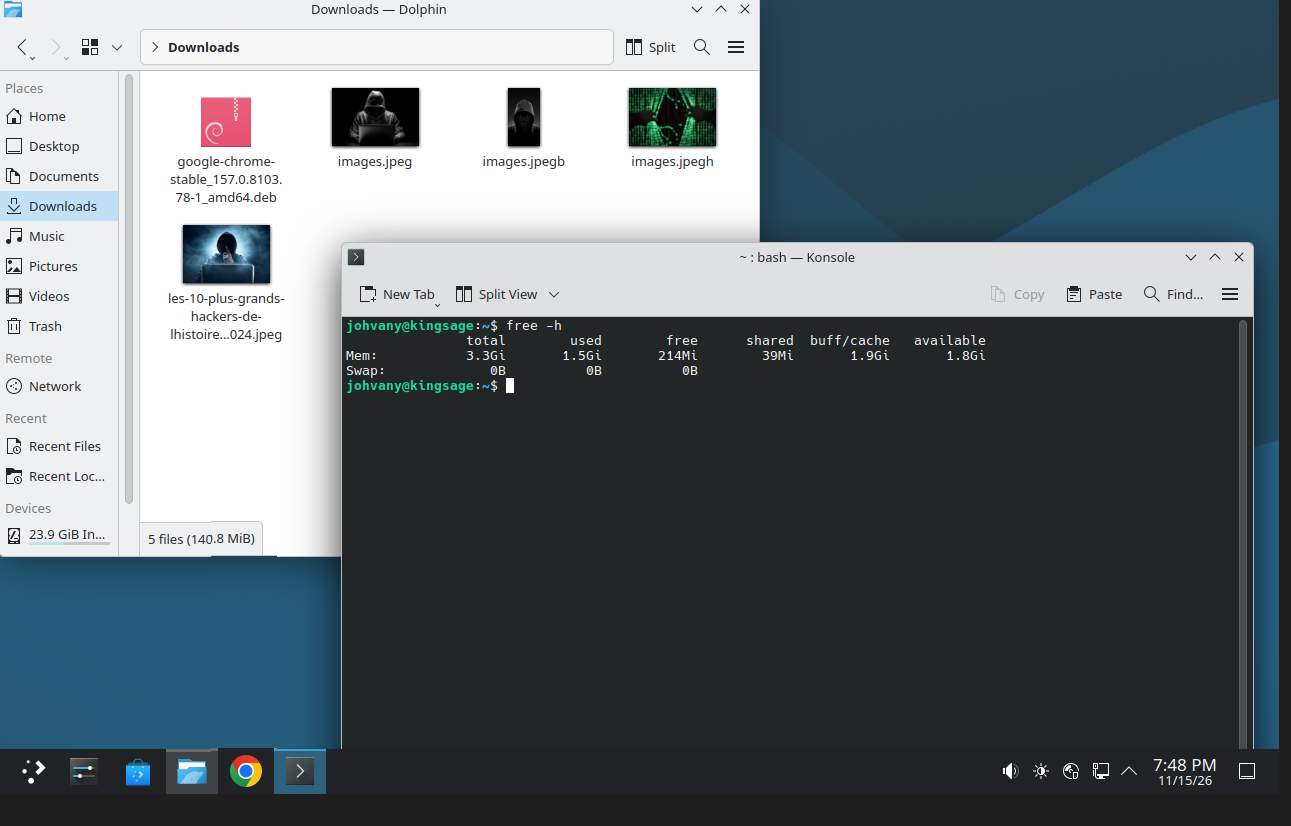 Downloads — Dolphin
Downloads
Split
Places
Home
Desktop
Documents
Downloads
Music
Pictures
Videos
Trash
Remote
Network
Recent
Recent Files
Recent Loc...
Devices
23.9 GiB In...
google-chrome-
stable_157.0.8103.
78-1_amd64.deb
images.jpeg
images.jpegb
images.jpegh
les-10-plus-grands-
hackers-de-
lhistoire...024.jpeg
5 files (140.8 MiB)
~ : bash — Konsole
New Tab
Split View
Copy
Paste
Find...
johvany@kingsage:~$ free -h
total used free shared buff/cache available
Mem: 3.3Gi 1.5Gi 214Mi 39Mi 1.9Gi 1.8Gi
Swap: 0B 0B 0B
johvany@kingsage:~$
7:48 PM
11/15/26